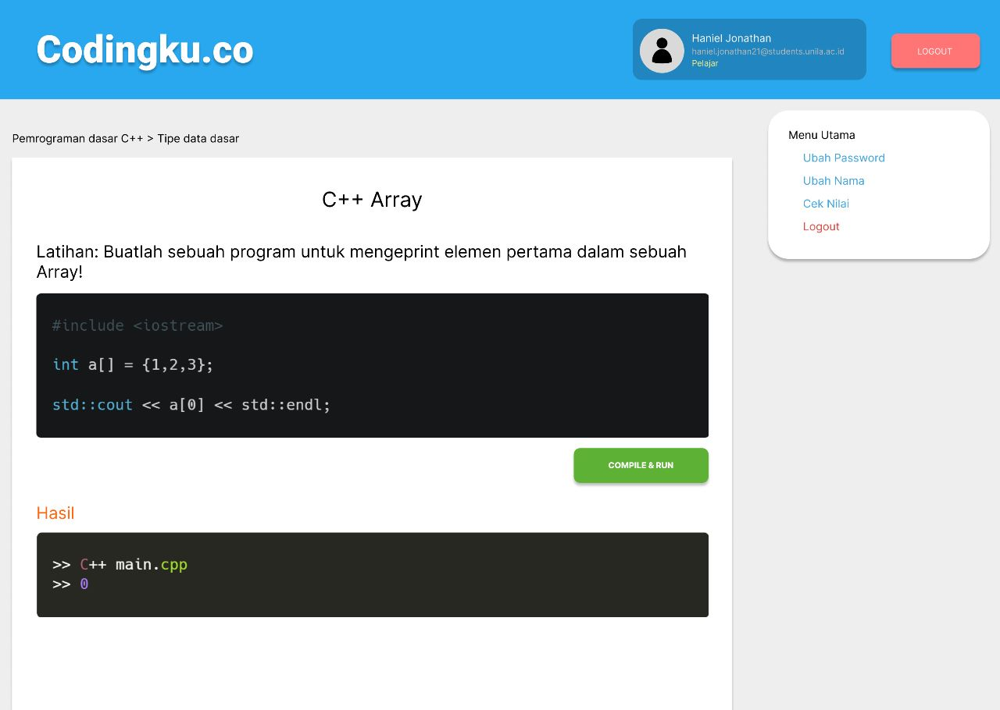 Codingku.co
Haniel Jonathan
haniel.jonathan21@students.unila.ac.id
Pelajar
LOGOUT
Pemrograman dasar C++ > Tipe data dasar
C++ Array
Latihan: Buatlah sebuah program untuk mengeprint elemen pertama dalam sebuah
Array!
#include <iostream>
int a[] = {1,2,3};
std::cout << a[0] << std::endl;
COMPILE & RUN
Hasil
>> C++ main.cpp
>> 0
Menu Utama
Ubah Password
Ubah Nama
Cek Nilai
Logout